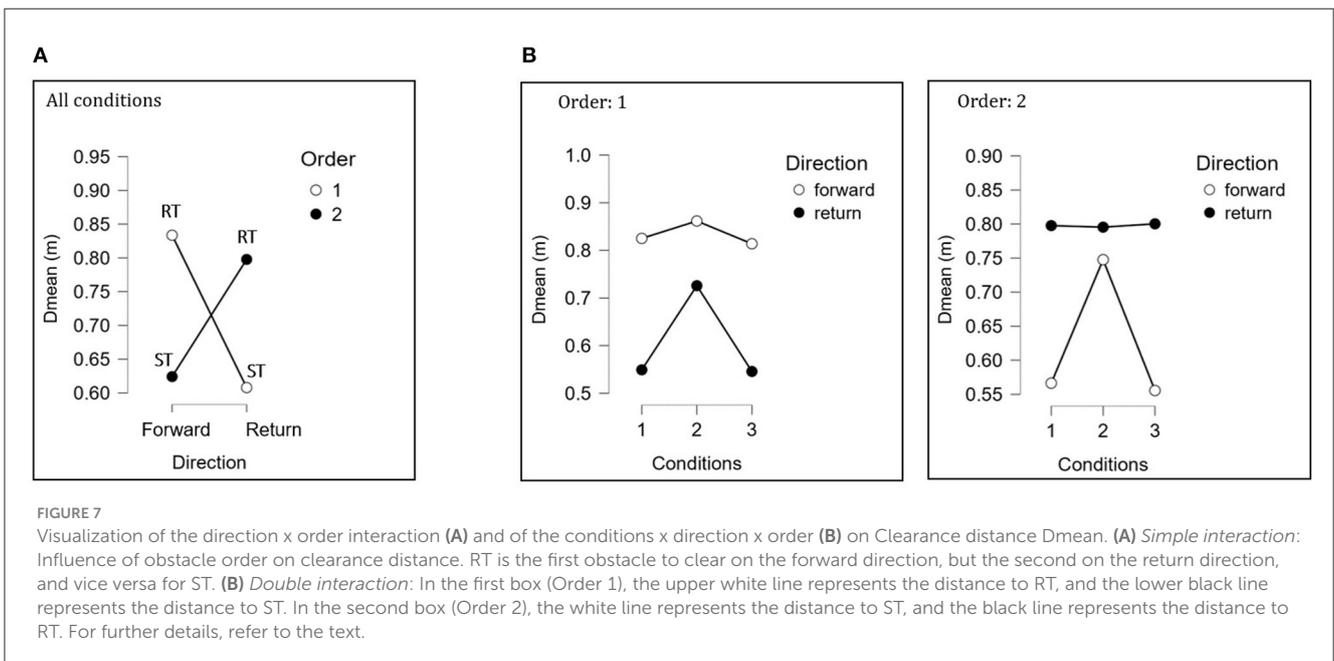 A
All conditions
Dmean (m)
0.95
0.90
0.85
0.80
0.75
0.70
0.65
0.60
RT
ST
RT
ST
Order
1
2
Forward Return
Direction
B
Order: 1
Dmean (m)
1.0
0.9
0.8
0.7
0.6
0.5
Direction
forward
return
1 2 3
Conditions
Order: 2
Dmean (m)
0.90
0.85
0.80
0.75
0.70
0.65
0.60
0.55
Direction
forward
return
1 2 3
Conditions
FIGURE 7
Visualization of the direction x order interaction (A) and of the conditions x direction x order (B) on Clearance distance Dmean. (A) Simple interaction:
Influence of obstacle order on clearance distance. RT is the first obstacle to clear on the forward direction, but the second on the return direction,
and vice versa for ST. (B) Double interaction: In the first box (Order 1), the upper white line represents the distance to RT, and the lower black line
represents the distance to ST. In the second box (Order 2), the white line represents the distance to ST, and the black line represents the distance to
RT. For further details, refer to the text.